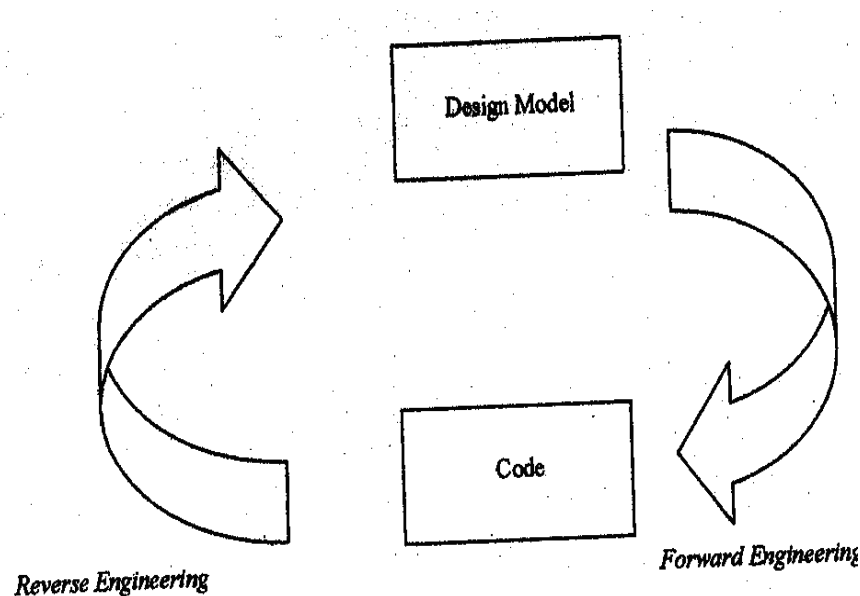 Design Model
Code
Forward Engineering
Reverse Engineering